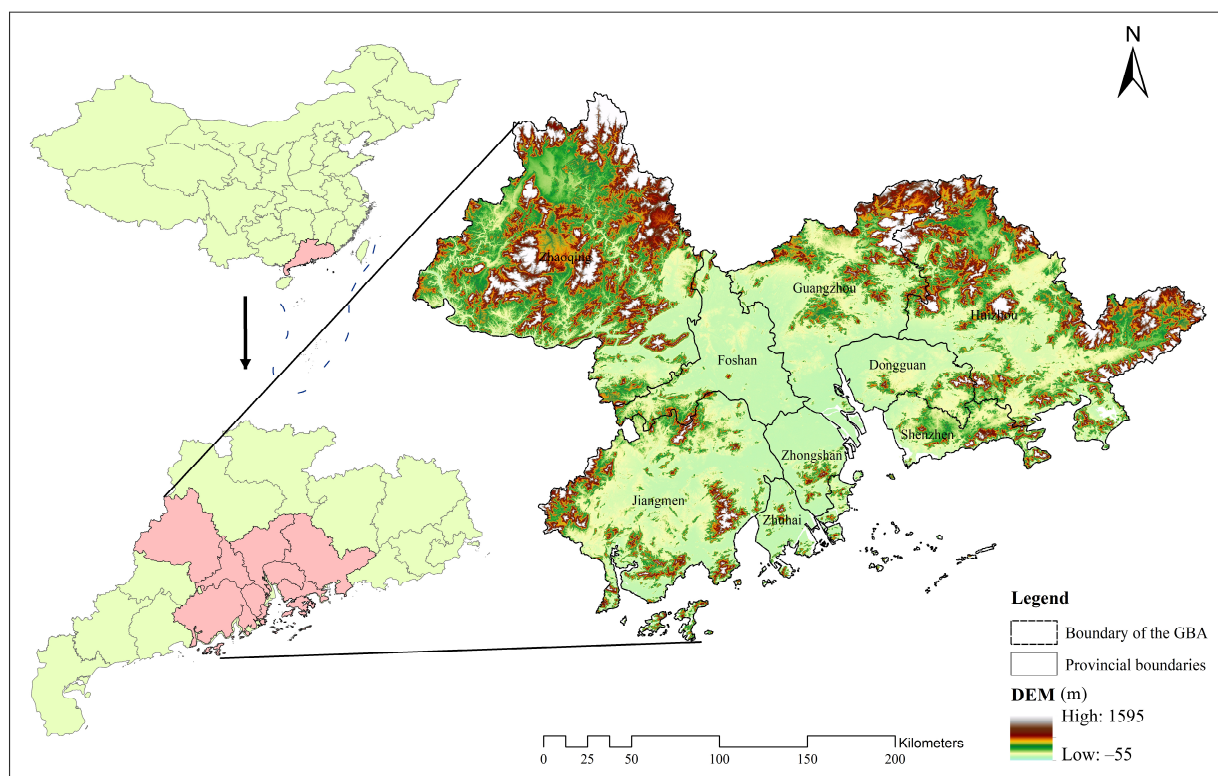 N
Zhaoqing
Guangzhou
Huizhou
Foshan
Dongguan
Shenzhen
Zhongshan
Jiangmen
Zhuhai
Legend
Boundary of the GBA
Provincial boundaries
DEM (m)
High: 1595
Low: –55
Kilometers
0 25 50 100 150 200